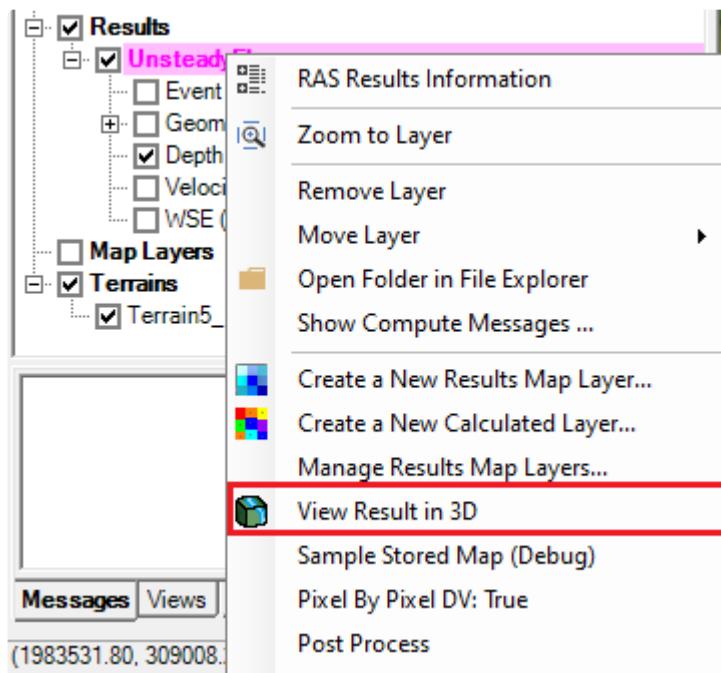 Results
RAS Results Information
Event
Geom
Zoom to Layer
Depth
Remove Layer
WSE (
Move Layer
Map Layers
Open Folder in File Explorer
Terrains
Terrain5_
Show Compute Messages ...
Create a New Results Map Layer...
Create a New Calculated Layer...
Manage Results Map Layers...
View Result in 3D
Sample Stored Map (Debug)
Messages Views
Pixel By Pixel DV: True
(1983531.80, 309008.
Post Process